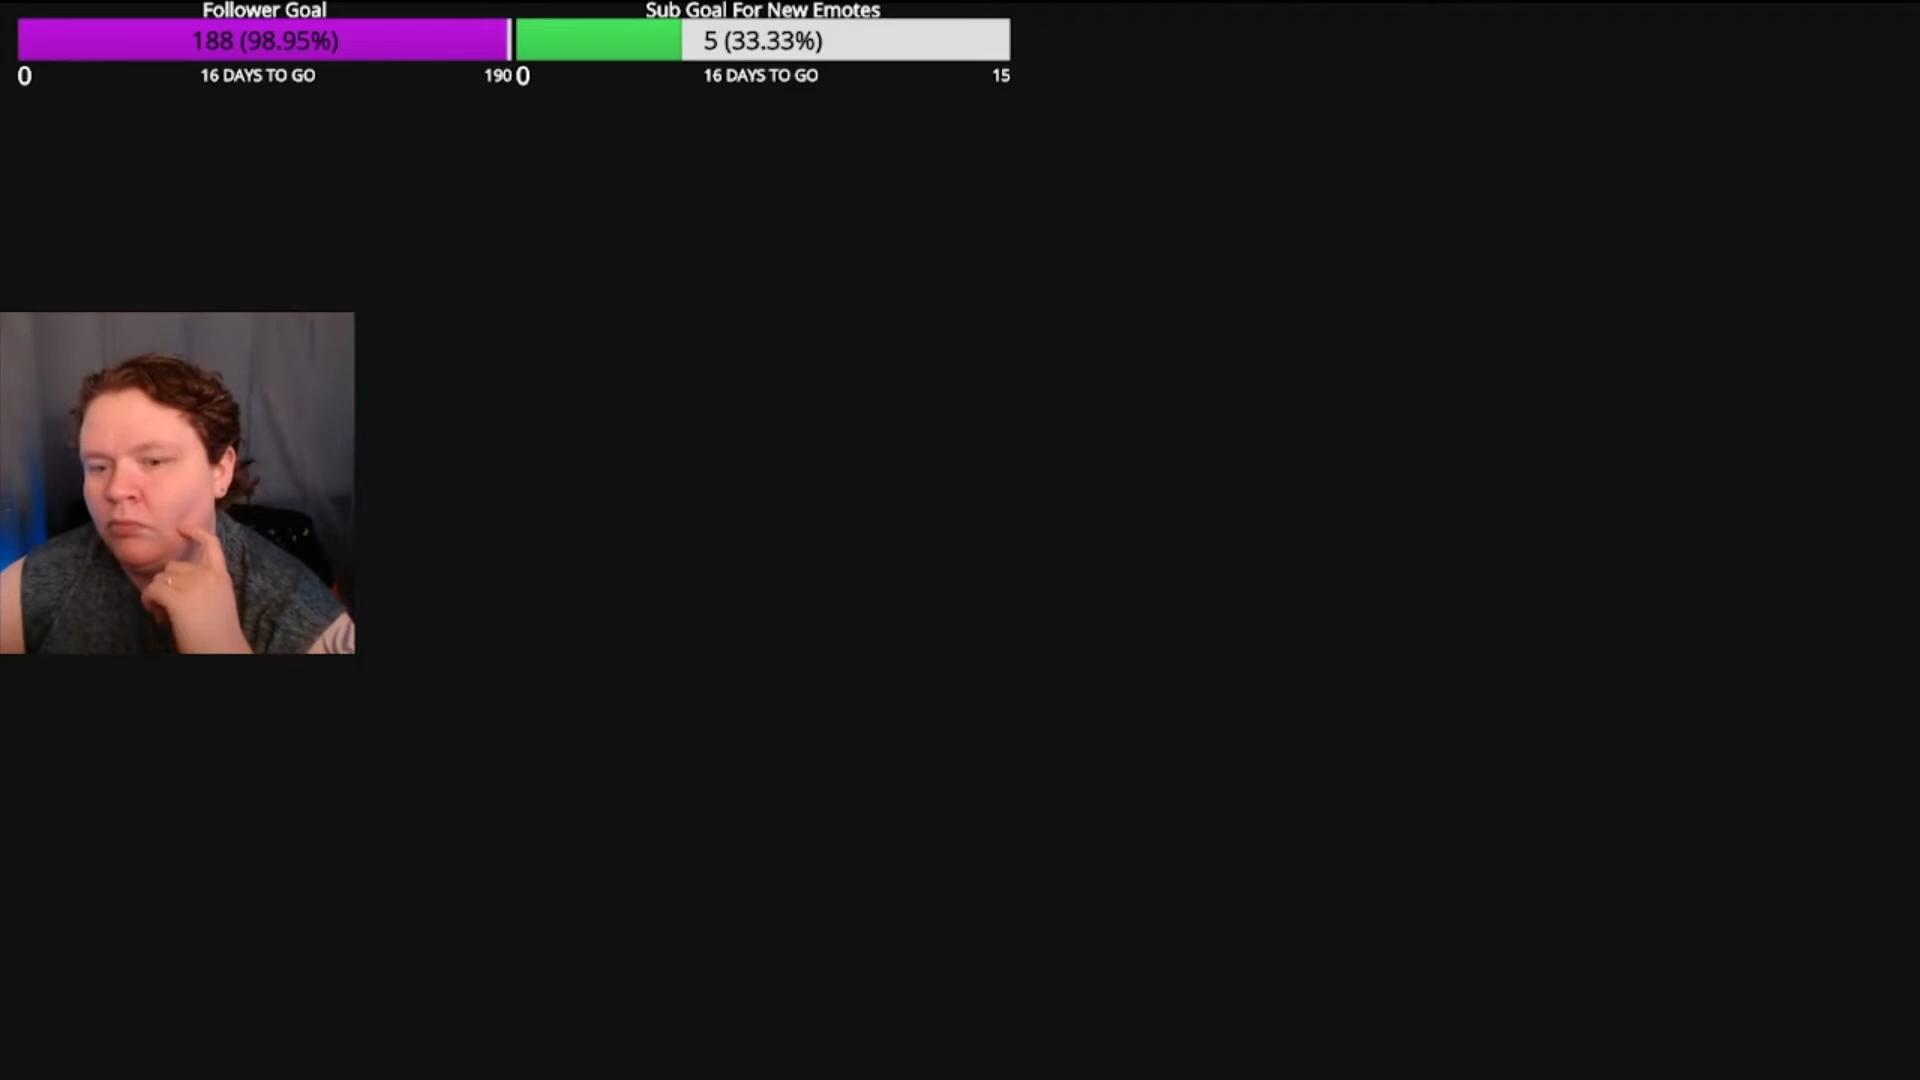 Follower Goal
188 (98.95%)
0 16 DAYS TO GO 190
Sub Goal For New Emotes
5 (33.33%)
0 16 DAYS TO GO 15